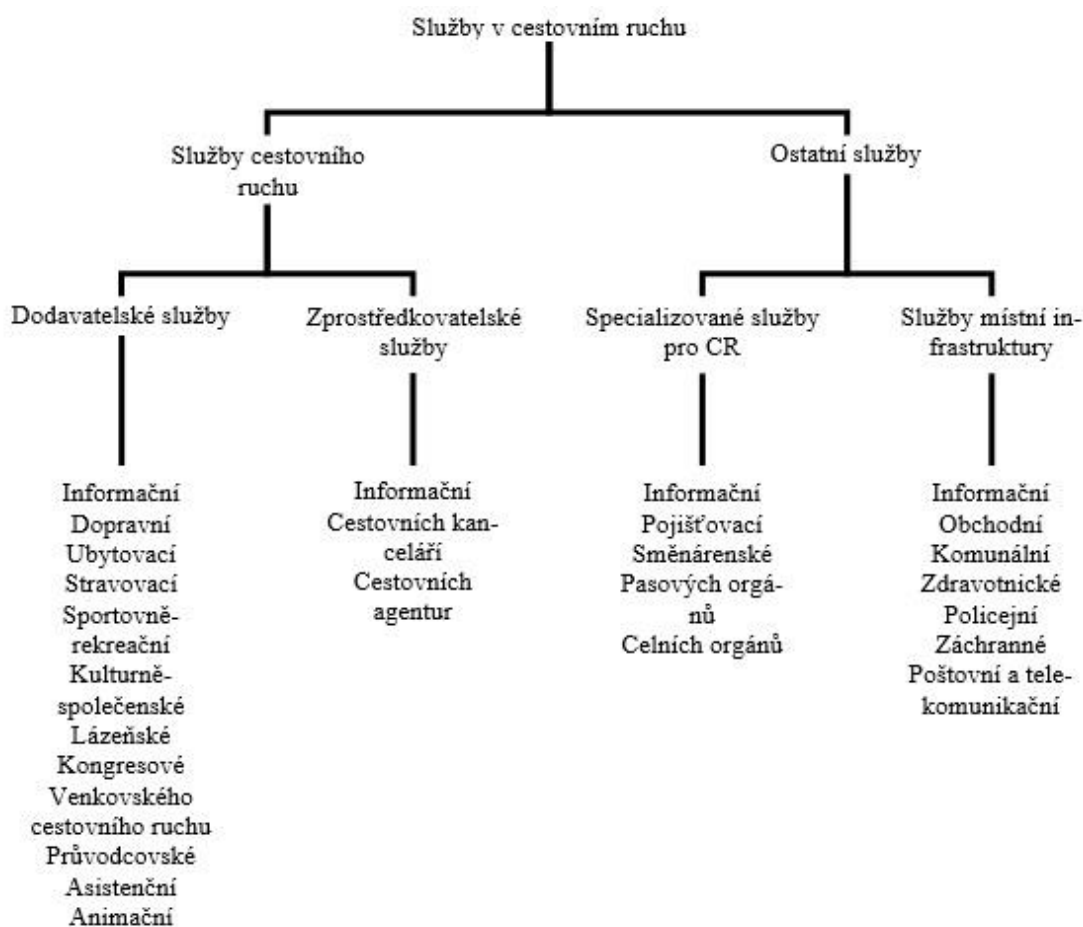 Služby v cestovním ruchu
Služby cestovního
ruchu
Ostatní služby
Dodavatelské služby
Zprostředkovatelské
služby
Specializované služby
pro CR
Služby místní in-
frastruktury
Informační
Dopravní
Ubytovací
Stravovací
Sportovně-
rekreační
Kulturně-
společenské
Lázeňské
Kongresové
Venkovského
cestovního ruchu
Průvodcovské
Asistenční
Animační
Informační
Cestovních kan-
celáří
Cestovních
agentur
Informační
Pojišťovací
Směnárenské
Pasových orgá-
nů
Celních orgánů
Informační
Obchodní
Komunální
Zdravotnické
Policejní
Záchranné
Poštovní a tele-
komunikační